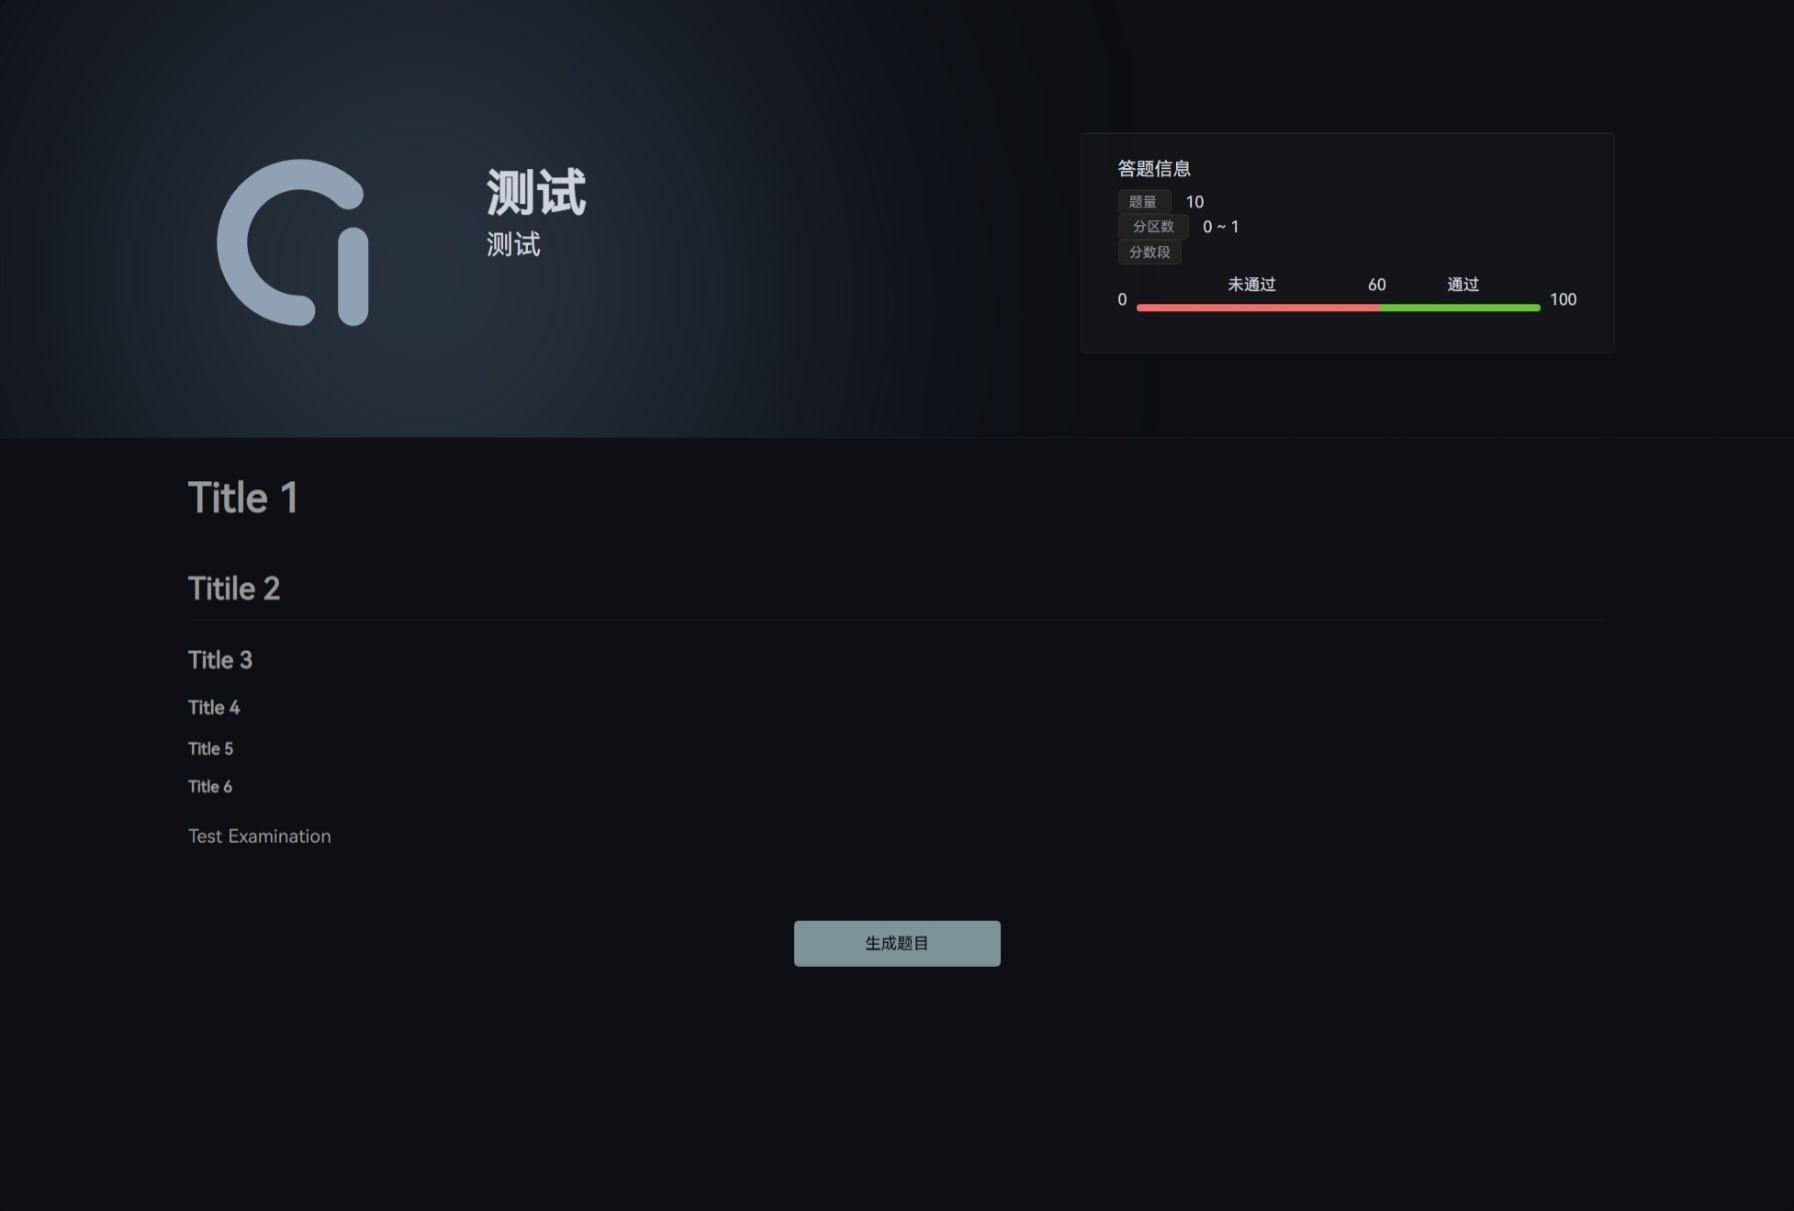 测试
测试
答题信息
题量 10
分区数 0 ~ 1
分数段
未通过 60 通过
0 100
Title 1
Titile 2
Title 3
Title 4
Title 5
Title 6
Test Examination
生成题目